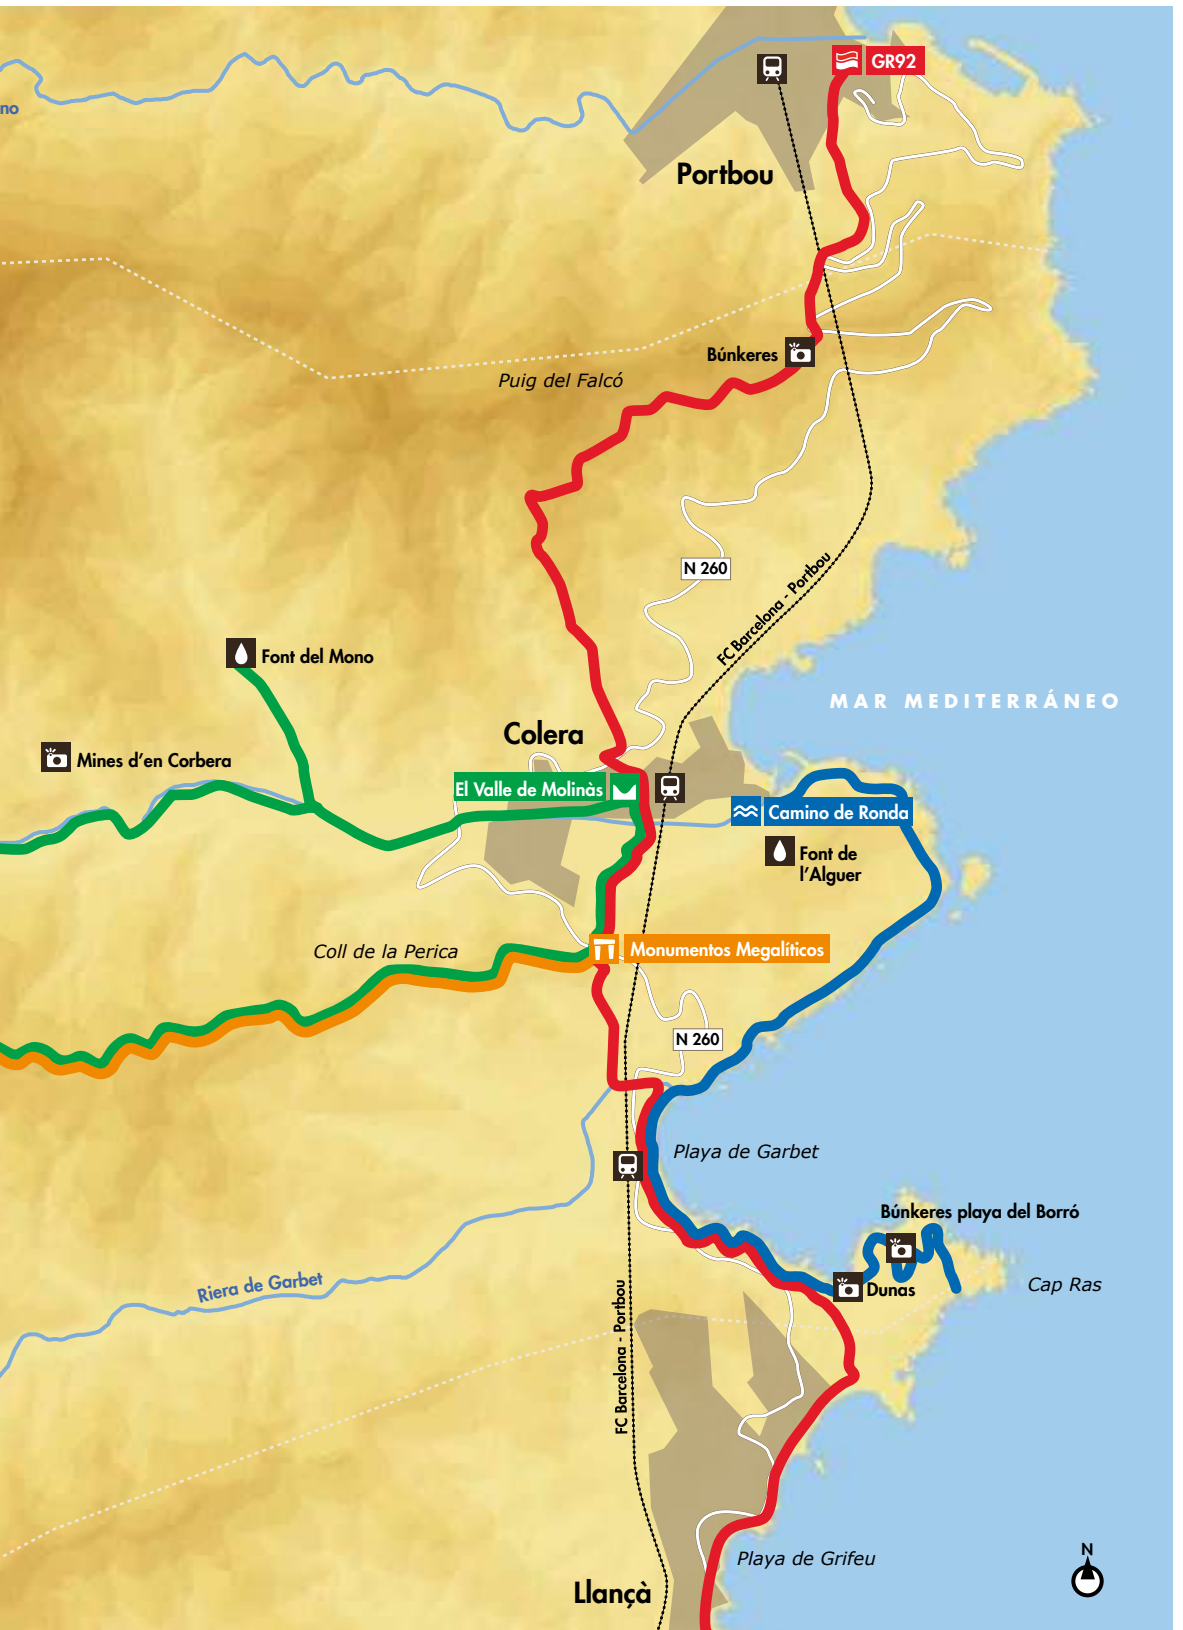 GR92
no
Portbou
Búnkeres
Puig del Falcó
N 260
FC Barcelona - Portbou
Font del Mono
MAR MEDITERRÁNEO
Colera
Mines d'en Corbera
El Valle de Molinàs
Camino de Ronda
Font de
l'Alguer
Coll de la Perica
Monumentos Megalíticos
N 260
Playa de Garbet
Búnkeres playa del Borró
Riera de Garbet
Dunas
Cap Ras
FC Barcelona - Portbou
Playa de Grifeu
N
Llançà